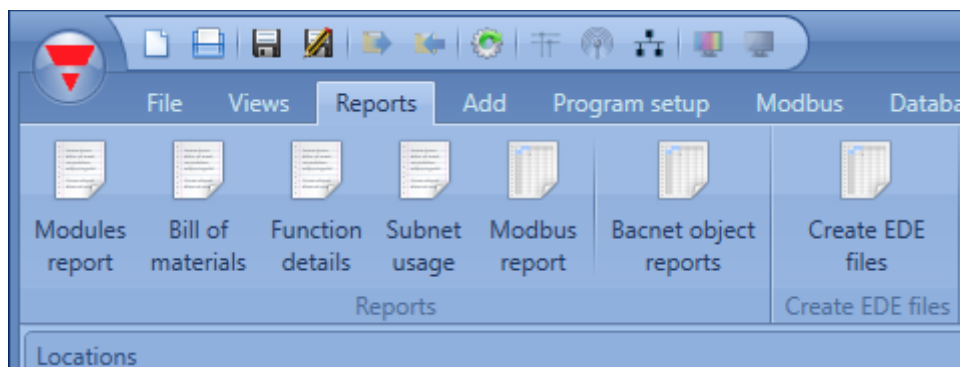 File Views Reports Add Program setup Modbus Databa
Modules Bill of Function Subnet Modbus Bacnet object Create EDE
report materials details usage report reports files
Reports Create EDE files
Locations